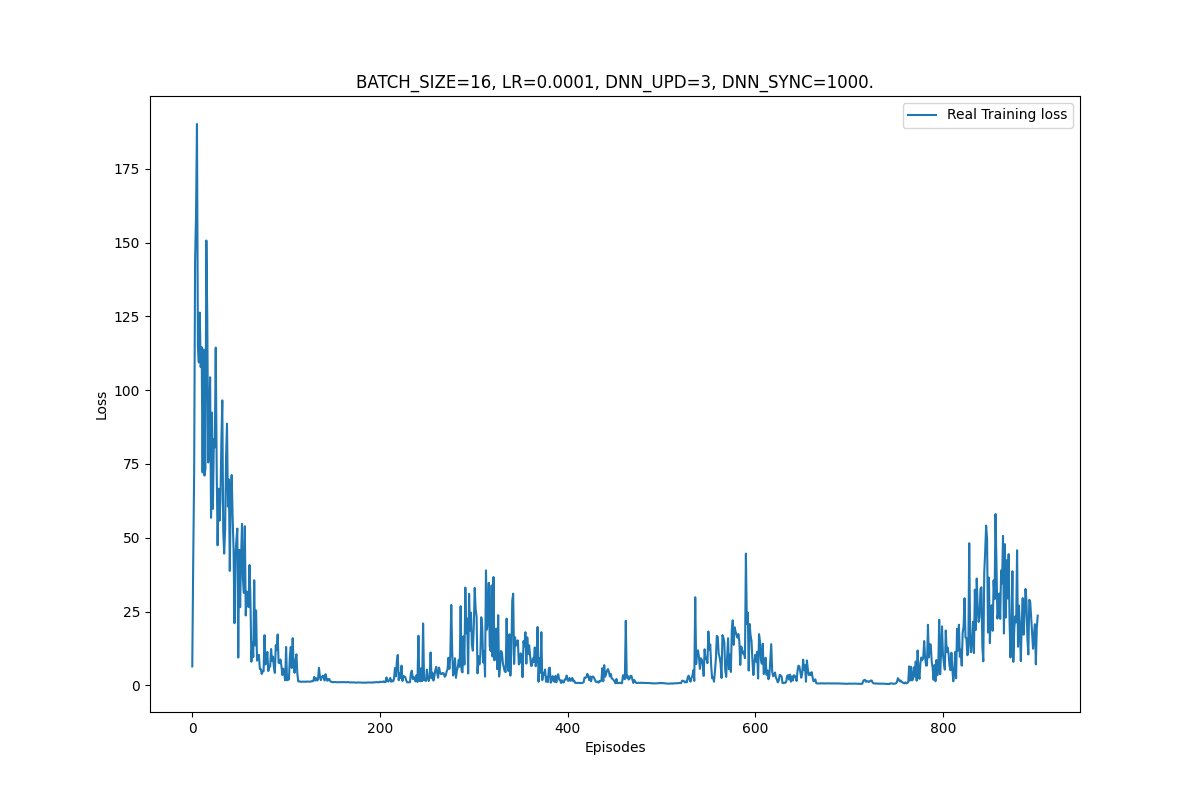 BATCH_SIZE=16, LR=0.0001, DNN_UPD=3, DNN_SYNC=1000.
Real Training loss
175
150
125
100
75
50
25
0
Loss
0 200 400 600 800
Episodes